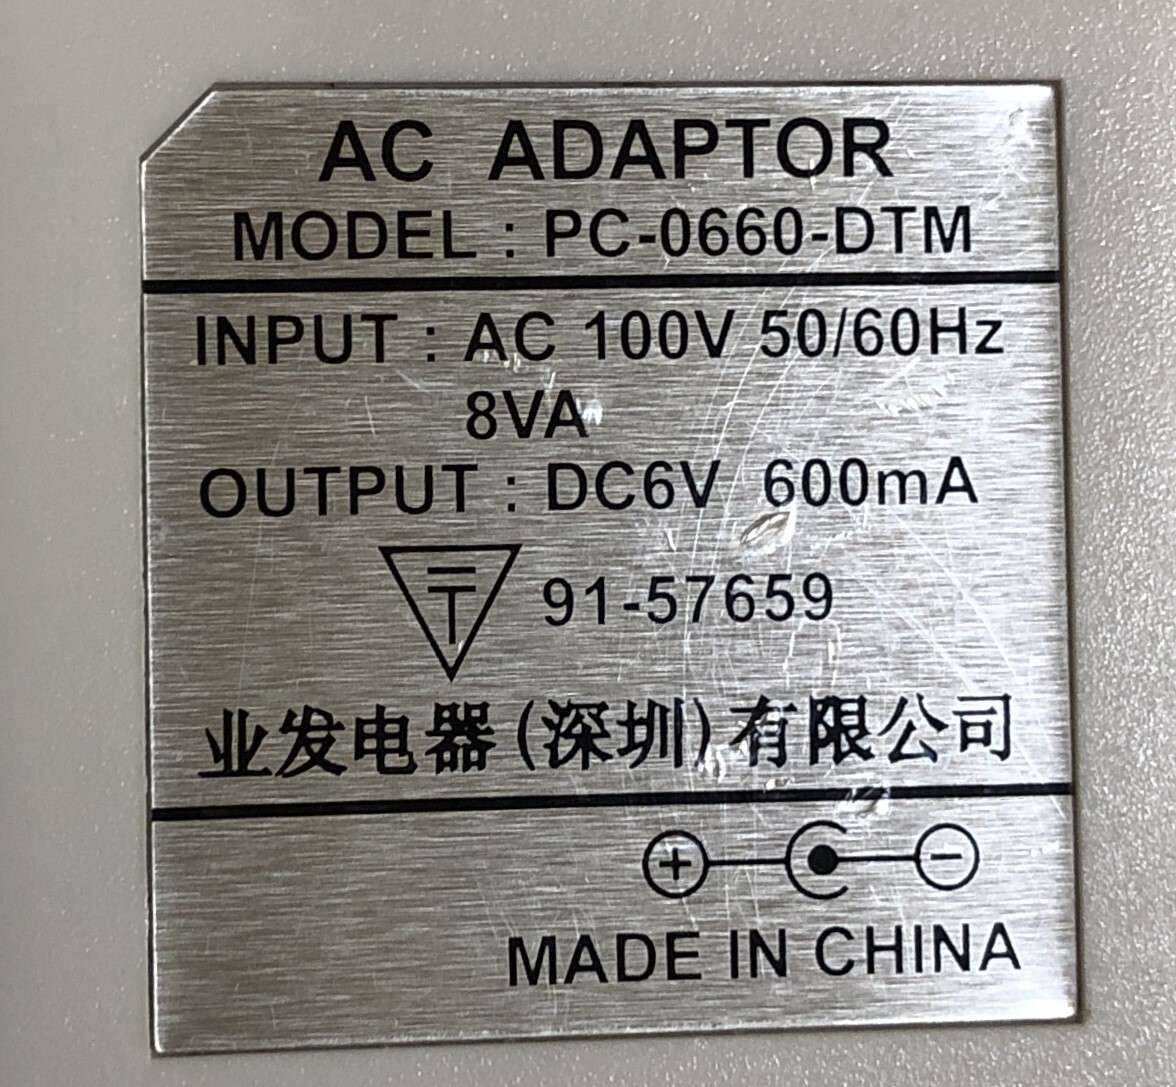 AC ADAPTOR
MODEL : PC-0660-DTM
INPUT : AC 100V 50/60Hz
8VA
OUTPUT : DC6V 600mA
〒 91-57659
业发电器(深圳)有限公司
+ −
MADE IN CHINA